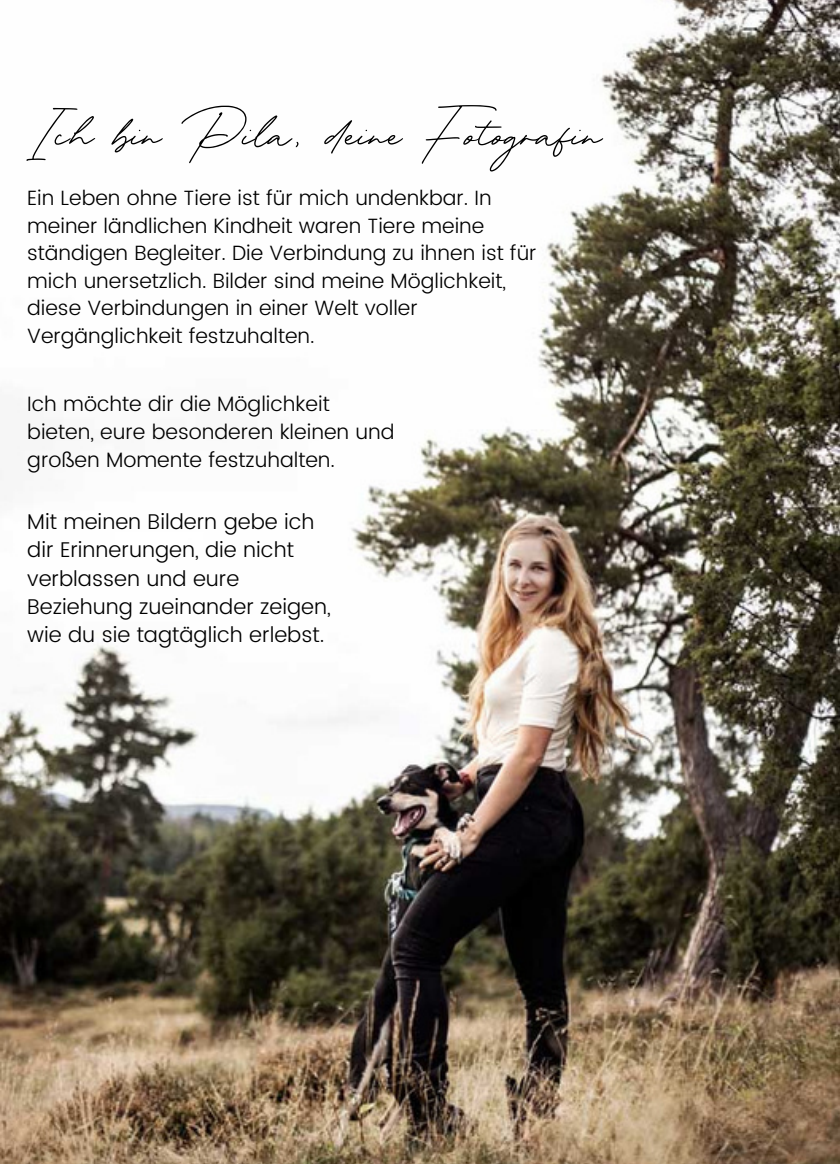 Ich bin Pila, deine Fotografin
Ein Leben ohne Tiere ist für mich undenkbar. In
meiner ländlichen Kindheit waren Tiere meine
ständigen Begleiter. Die Verbindung zu ihnen ist für
mich unersetzlich. Bilder sind meine Möglichkeit,
diese Verbindungen in einer Welt voller
Vergänglichkeit festzuhalten.
Ich möchte dir die Möglichkeit
bieten, eure besonderen kleinen und
großen Momente festzuhalten.
Mit meinen Bildern gebe ich
dir Erinnerungen, die nicht
verblassen und eure
Beziehung zueinander zeigen,
wie du sie tagtäglich erlebst.